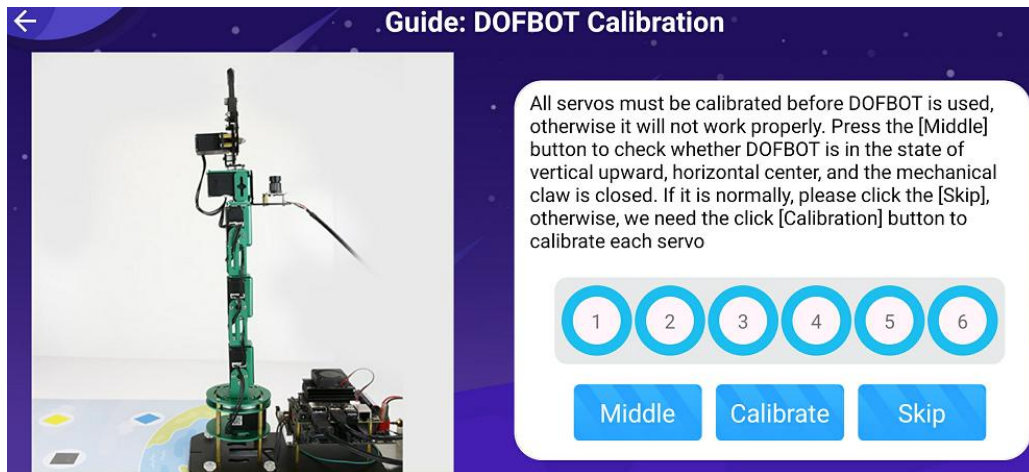 Guide: DOFBOT Calibration
All servos must be calibrated before DOFBOT is used,
otherwise it will not work properly. Press the [Middle]
button to check whether DOFBOT is in the state of
vertical upward, horizontal center, and the mechanical
claw is closed. If it is normally, please click the [Skip],
otherwise, we need the click [Calibration] button to
calibrate each servo
1 2 3 4 5 6
Middle Calibrate Skip